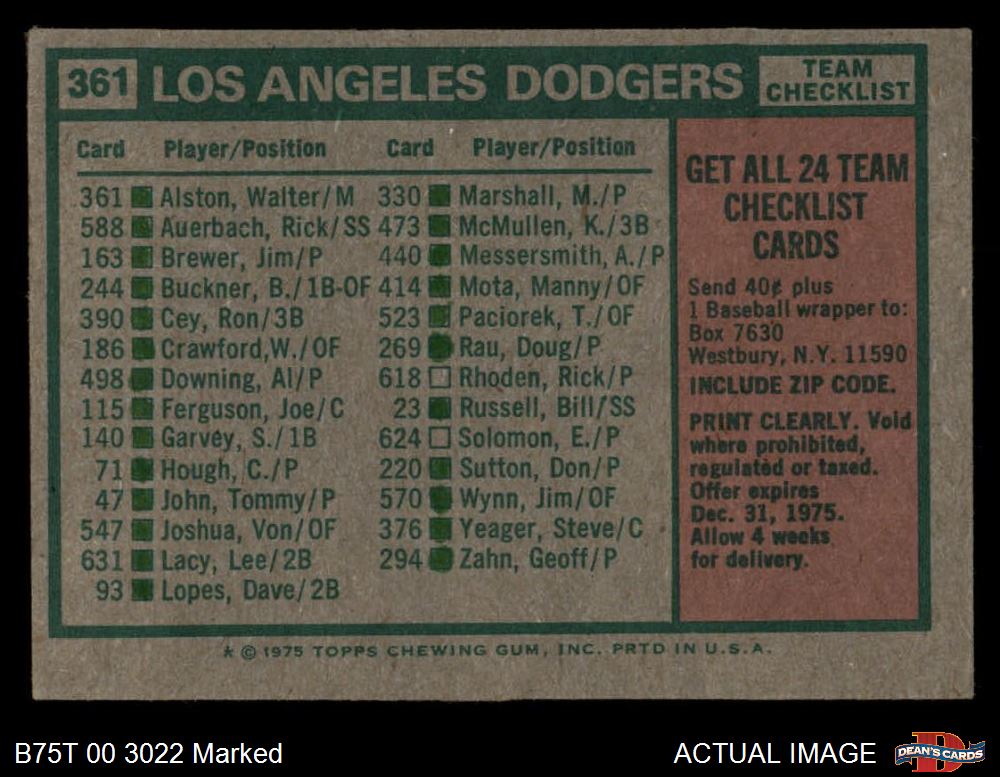 361 LOS ANGELES DODGERS TEAM CHECKLIST
Card Player/Position Card Player/Position
361 Alston, Walter/M 330 Marshall, M./P
588 Auerbach, Rick/SS 473 McMullen, K./3B
163 Brewer, Jim/P 440 Messersmith, A./P
244 Buckner, B./1B-OF 414 Mota, Manny/OF
390 Cey, Ron/3B 523 Paciorek, T./OF
186 Crawford,W./OF 269 Rau, Doug/P
498 Downing, Al/P 618 Rhoden, Rick/P
115 Ferguson, Joe/C 23 Russell, Bill/SS
140 Garvey, S./1B 624 Solomon, E./P
71 Hough, C./P 220 Sutton, Don/P
47 John, Tommy/P 570 Wynn, Jim/OF
547 Joshua, Von/OF 376 Yeager, Steve/C
631 Lacy, Lee/2B 294 Zahn, Geoff/P
93 Lopes, Dave/2B
GET ALL 24 TEAM
CHECKLIST
CARDS
Send 40¢ plus
1 Baseball wrapper to:
Box 7630
Westbury, N.Y. 11590
INCLUDE ZIP CODE.
PRINT CLEARLY. Void
where prohibited,
regulated or taxed.
Offer expires
Dec. 31, 1975.
Allow 4 weeks
for delivery.
* © 1975 TOPPS CHEWING GUM, INC. PRTD IN U.S.A.
B75T 00 3022 Marked
ACTUAL IMAGE
DEAN'S CARDS